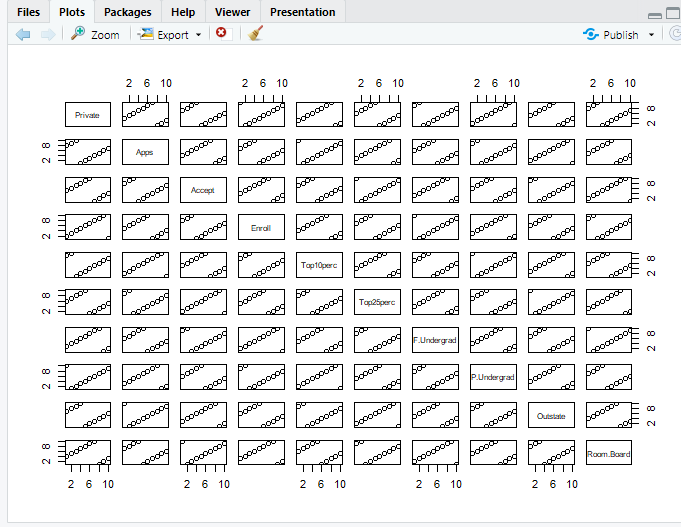 Files Plots Packages Help Viewer Presentation
Zoom Export Publish
2 6 10 2 6 10 2 6 10 2 6 10 2 6 10
Private 2 8
2 8 Apps
Accept 2 8
2 8 Enroll
Top10perc 2 8
2 8 Top25perc
F.Undergrad 2 8
2 8 P.Undergrad
Outstate 2 8
2 8 Room.Board
2 6 10 2 6 10 2 6 10 2 6 10 2 6 10